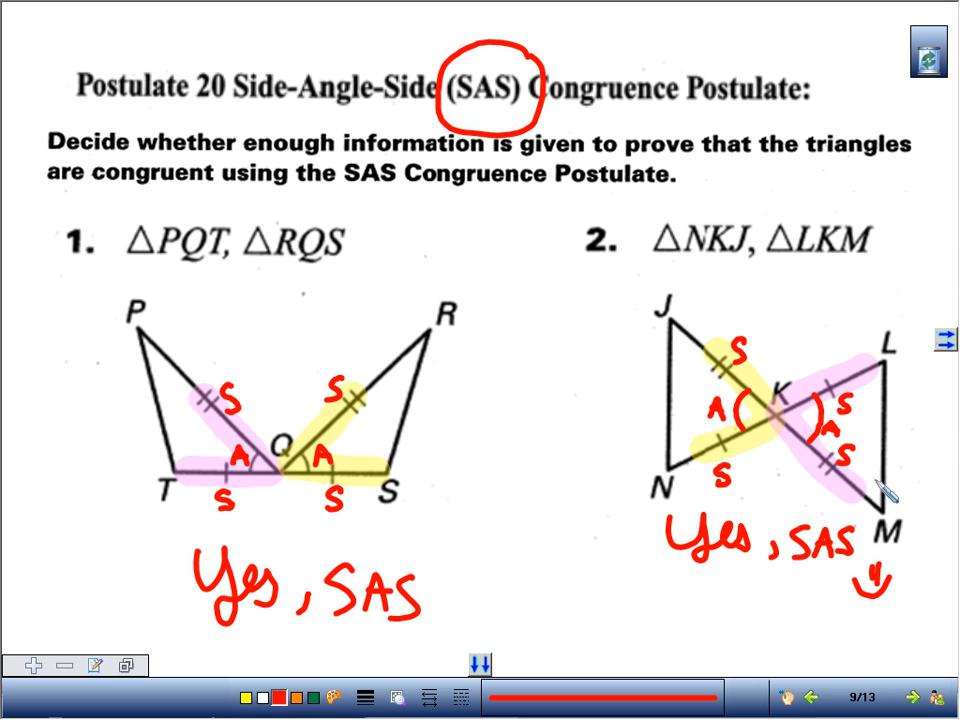 Postulate 20 Side-Angle-Side (SAS) Congruence Postulate:
Decide whether enough information is given to prove that the triangles
are congruent using the SAS Congruence Postulate.
1. △PQT, △RQS
2. △NKJ, △LKM
P
R
S
S
A
Q
A
T
S
S
S
Yes, SAS
J
S
L
K
A
S
A
S
S
N
M
Yes, SAS
9/13